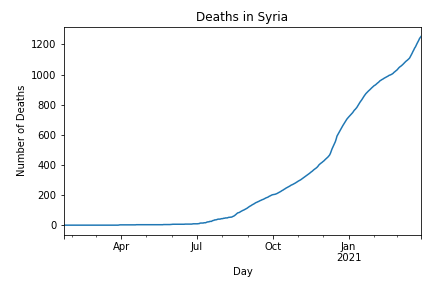 Deaths in Syria
Number of Deaths
1200
1000
800
600
400
200
0
Apr
Jul
Oct
Jan
2021
Day